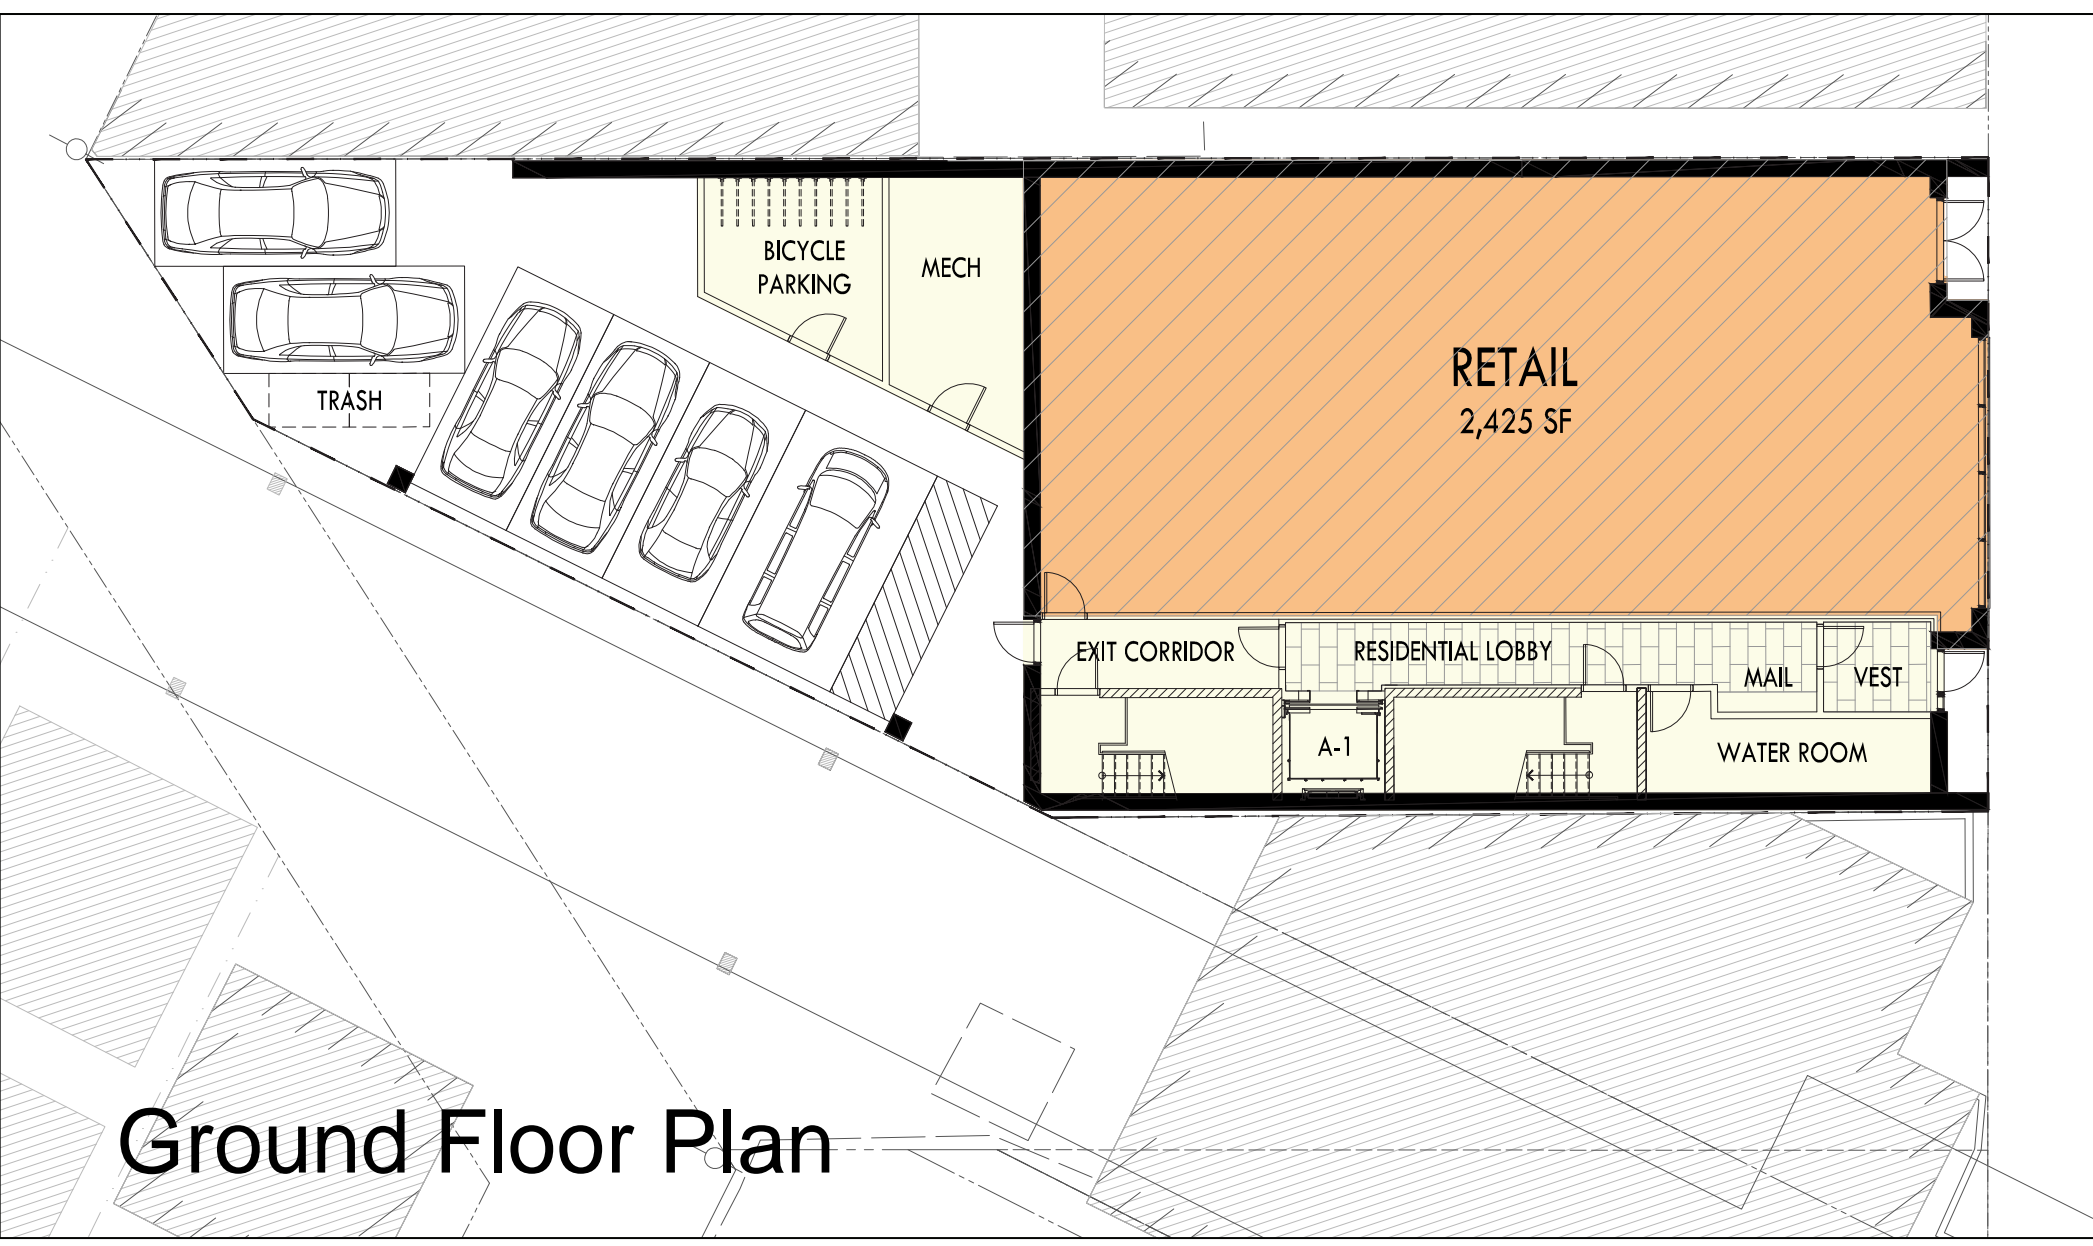 BICYCLE
PARKING
MECH
TRASH
RETAIL
2,425 SF
EXIT CORRIDOR
RESIDENTIAL LOBBY
MAIL
VEST
A-1
WATER ROOM
Ground Floor Plan